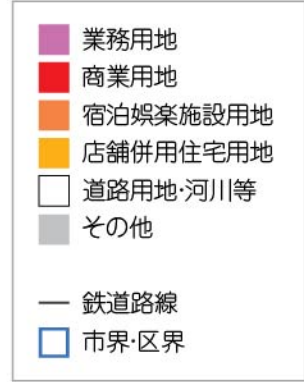 業務用地
商業用地
宿泊娯楽施設用地
店舗併用住宅用地
道路用地・河川等
その他
鉄道路線
市界・区界